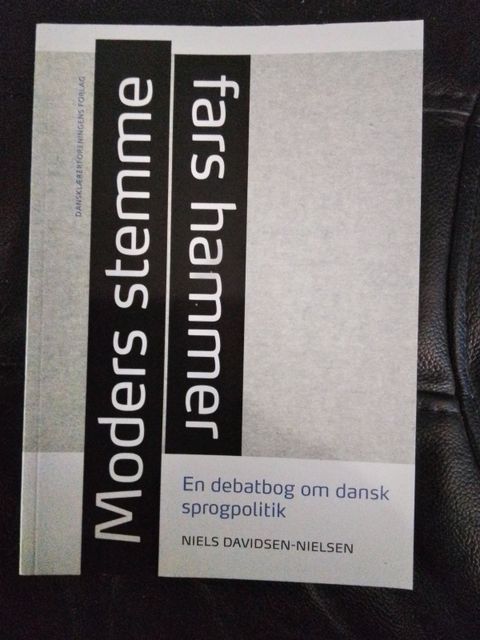 DANSKLÆRERFORENINGENS FORLAG
Moders stemme
fars hammer
En debatbog om dansk
sprogpolitik
NIELS DAVIDSEN-NIELSEN